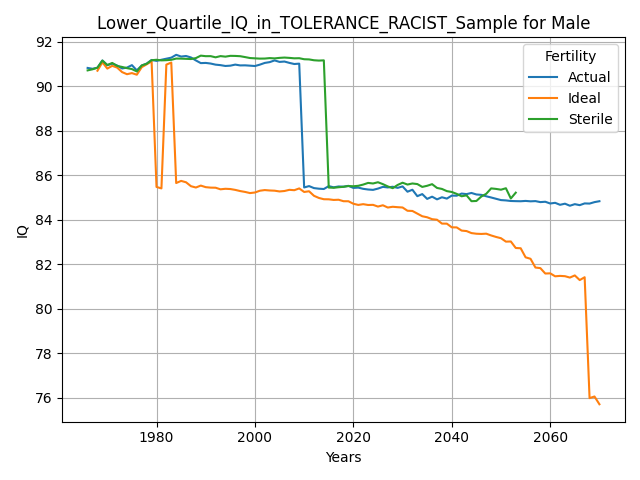 Lower_Quartile_IQ_in_TOLERANCE_RACIST_Sample for Male
Fertility
Actual
Ideal
Sterile
IQ
92
90
88
86
84
82
80
78
76
1980 2000 2020 2040 2060
Years